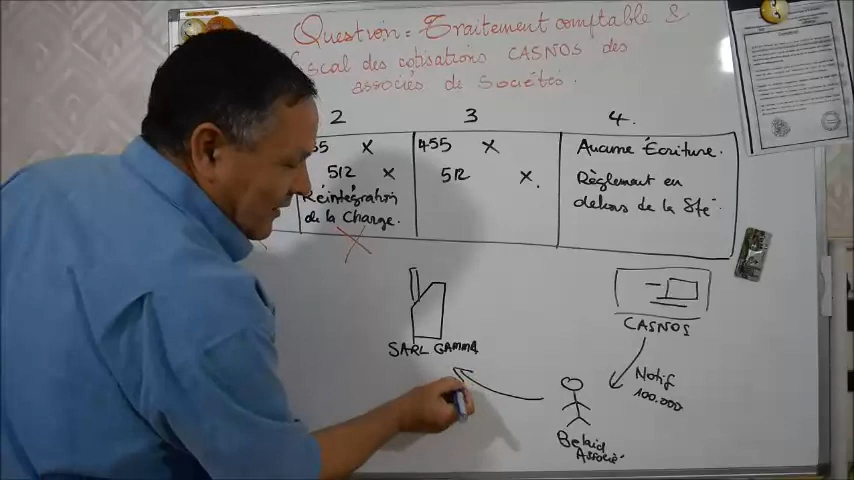 Question = Traitement comptable &
fiscal des cotisations CASNOS des
associés de Sociétés.
2
3
4.
X
512 X
Réintégration
de la Charge.
X
455 X
512 X.
Aucune Écriture.
Règlement en
dehors de la Sté.
SARL GAMMA
CASNOS
Notif
100.000
Belaid
Associé